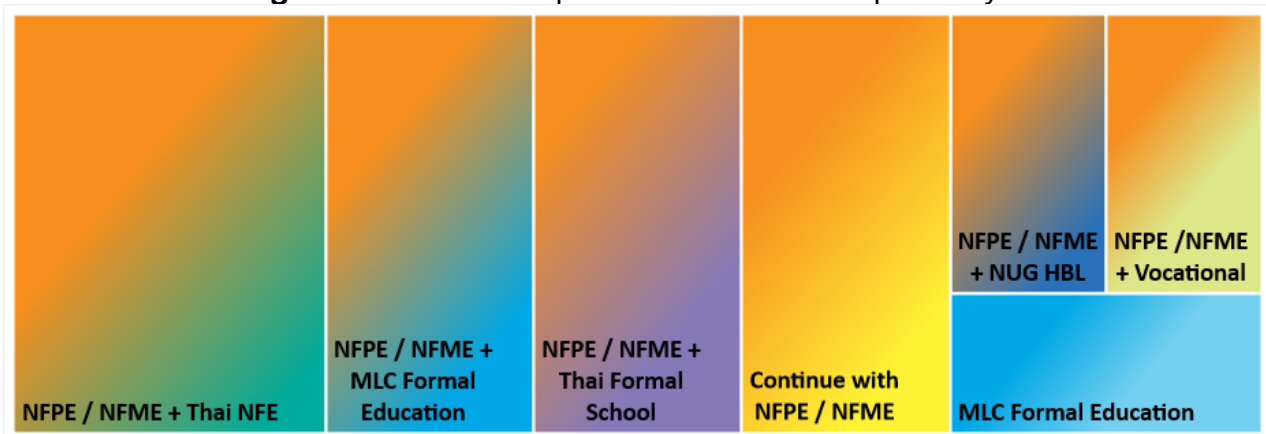 NFPE / NFME + Thai NFE
NFPE / NFME +
MLC Formal
Education
NFPE / NFME +
Thai Formal
School
Continue with
NFPE / NFME
NFPE / NFME
+ NUG HBL
NFPE /NFME
+ Vocational
MLC Formal Education